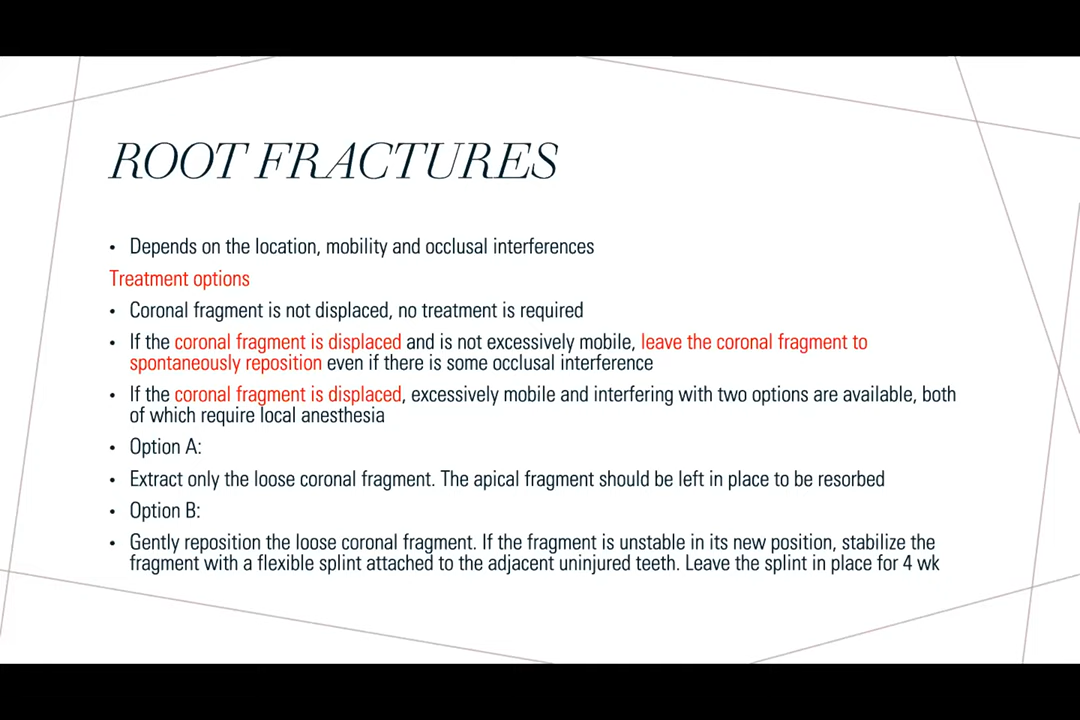 ROOT FRACTURES
• Depends on the location, mobility and occlusal interferences
Treatment options
• Coronal fragment is not displaced, no treatment is required
• If the coronal fragment is displaced and is not excessively mobile, leave the coronal fragment to
spontaneously reposition even if there is some occlusal interference
• If the coronal fragment is displaced, excessively mobile and interfering with two options are available, both
of which require local anesthesia
• Option A:
• Extract only the loose coronal fragment. The apical fragment should be left in place to be resorbed
• Option B:
• Gently reposition the loose coronal fragment. If the fragment is unstable in its new position, stabilize the
fragment with a flexible splint attached to the adjacent uninjured teeth. Leave the splint in place for 4 wk